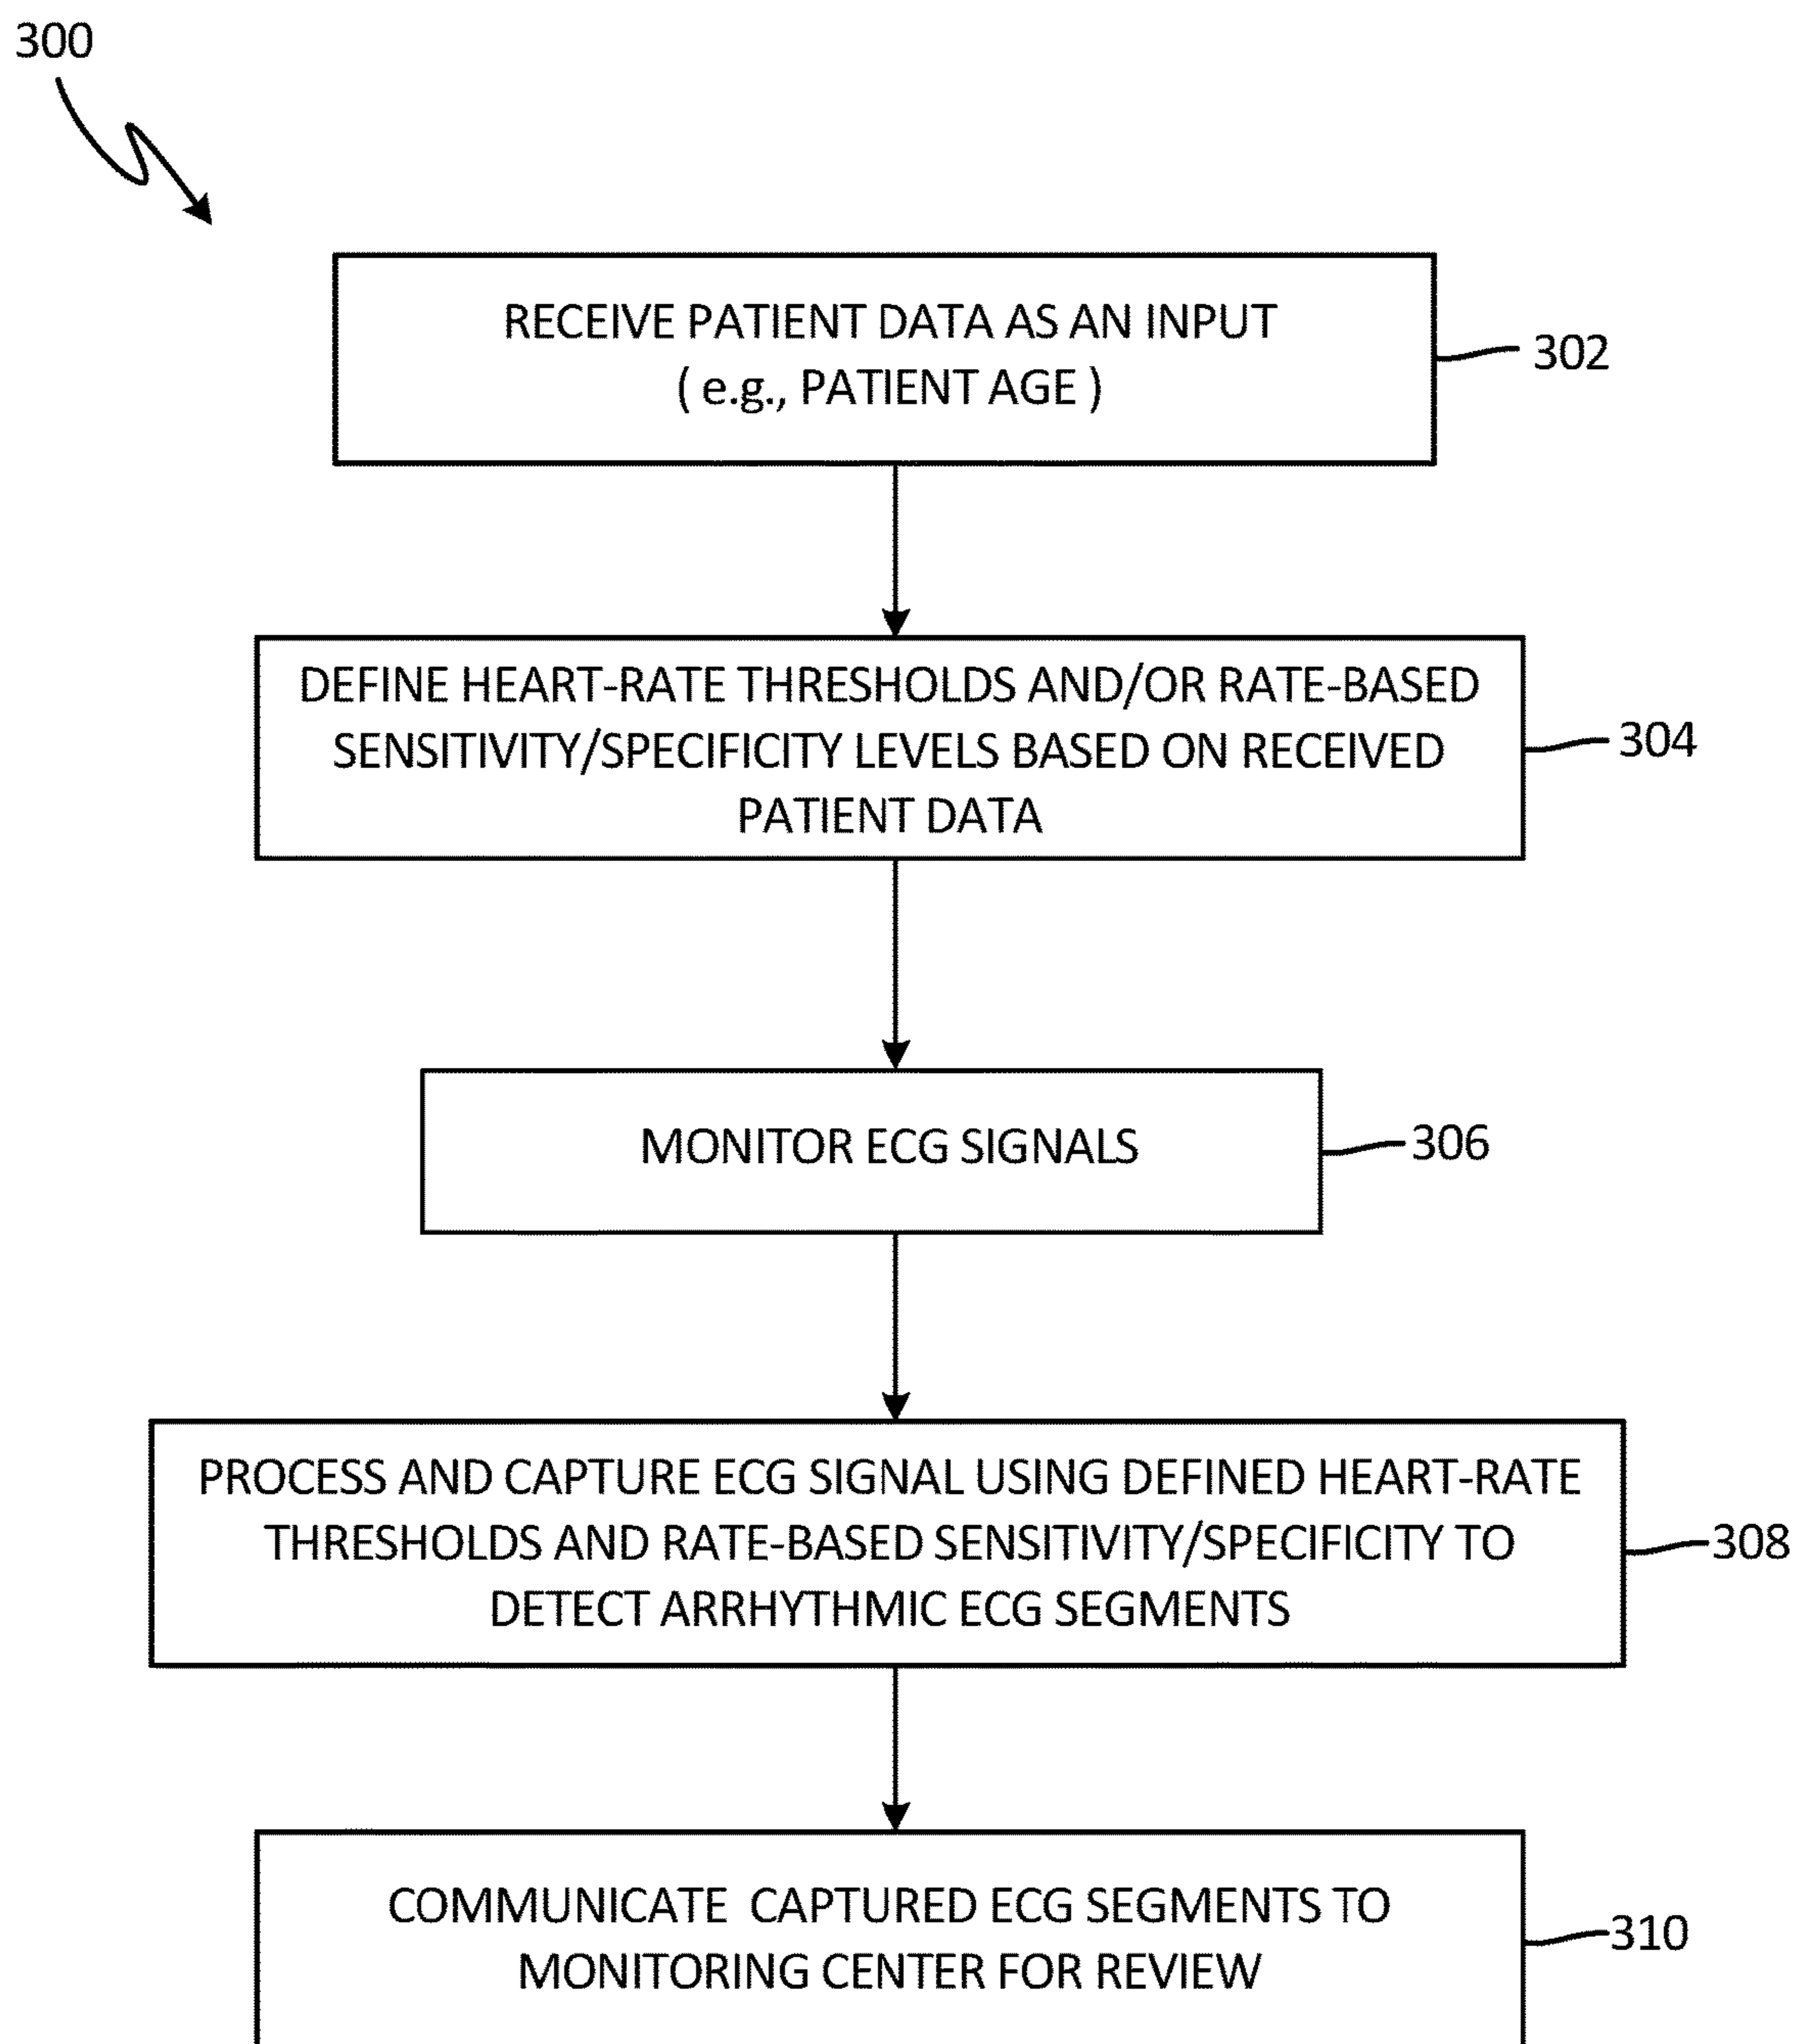 300
RECEIVE PATIENT DATA AS AN INPUT
( e.g., PATIENT AGE )
302
DEFINE HEART-RATE THRESHOLDS AND/OR RATE-BASED
SENSITIVITY/SPECIFICITY LEVELS BASED ON RECEIVED
PATIENT DATA
304
MONITOR ECG SIGNALS
306
PROCESS AND CAPTURE ECG SIGNAL USING DEFINED HEART-RATE
THRESHOLDS AND RATE-BASED SENSITIVITY/SPECIFICITY TO
DETECT ARRHYTHMIC ECG SEGMENTS
308
COMMUNICATE CAPTURED ECG SEGMENTS TO
MONITORING CENTER FOR REVIEW
310